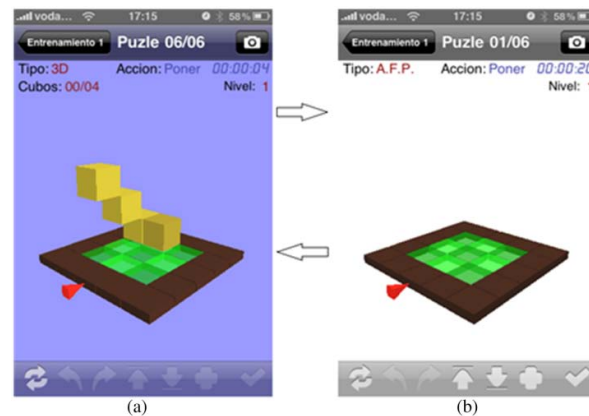 voda... 17:15 58 %
Entrenamiento 1 Puzle 06/06
Tipo: 3D Accion: Poner 00:00:04
Cubos: 00/04 Nivel: 1
voda... 17:15 58 %
Entrenamiento 1 Puzle 01/06
Tipo: A.F.P. Accion: Poner 00:00:20
Nivel: 1
(a)
(b)